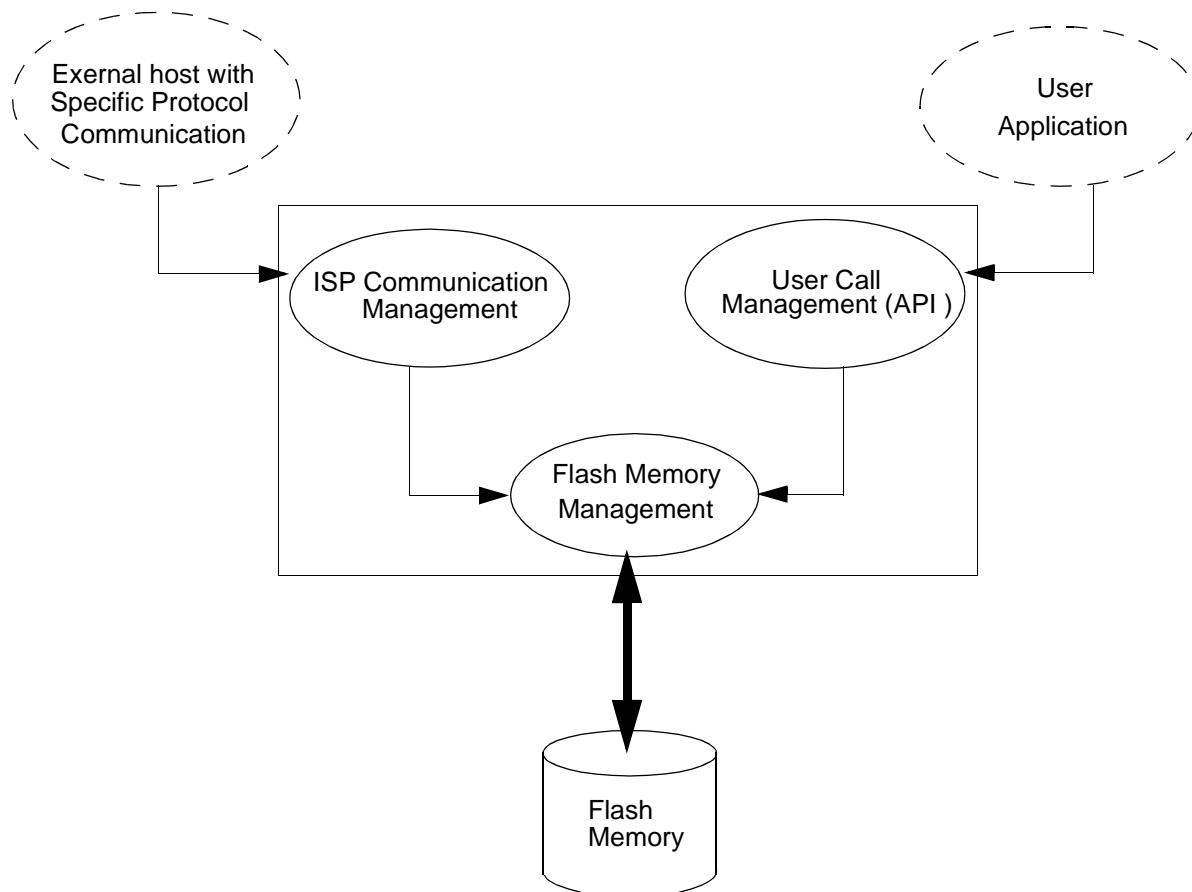 Exernal host with
Specific Protocol
Communication
User
Application
ISP Communication
Management
User Call
Management (API )
Flash Memory
Management
Flash
Memory